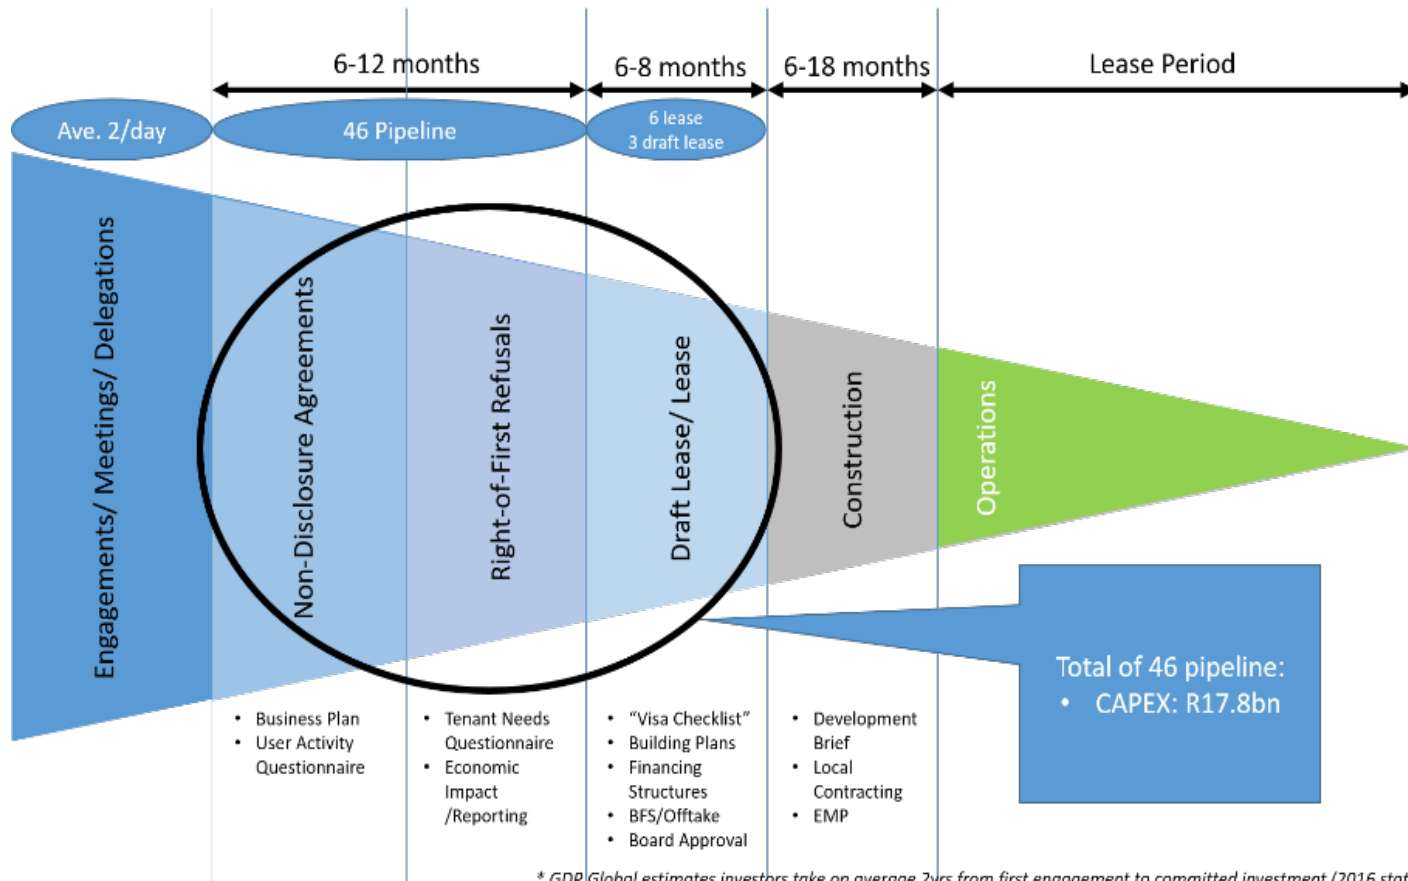 6-12 months
6-8 months
6-18 months
Lease Period
Ave. 2/day
46 Pipeline
6 lease
3 draft lease
Engagements/ Meetings/ Delegations
Non-Disclosure Agreements
Right-of-First Refusals
Draft Lease/ Lease
Construction
Operations
• Business Plan
• User Activity
Questionnaire
• Tenant Needs
Questionnaire
• Economic
Impact
/Reporting
• “Visa Checklist”
• Building Plans
• Financing
Structures
• BFS/Offtake
• Board Approval
• Development
Brief
• Local
Contracting
• EMP
Total of 46 pipeline:
• CAPEX: R17.8bn
* GDP Global estimates investors take on average 2yrs from first engagement to committed investment (2016 stat